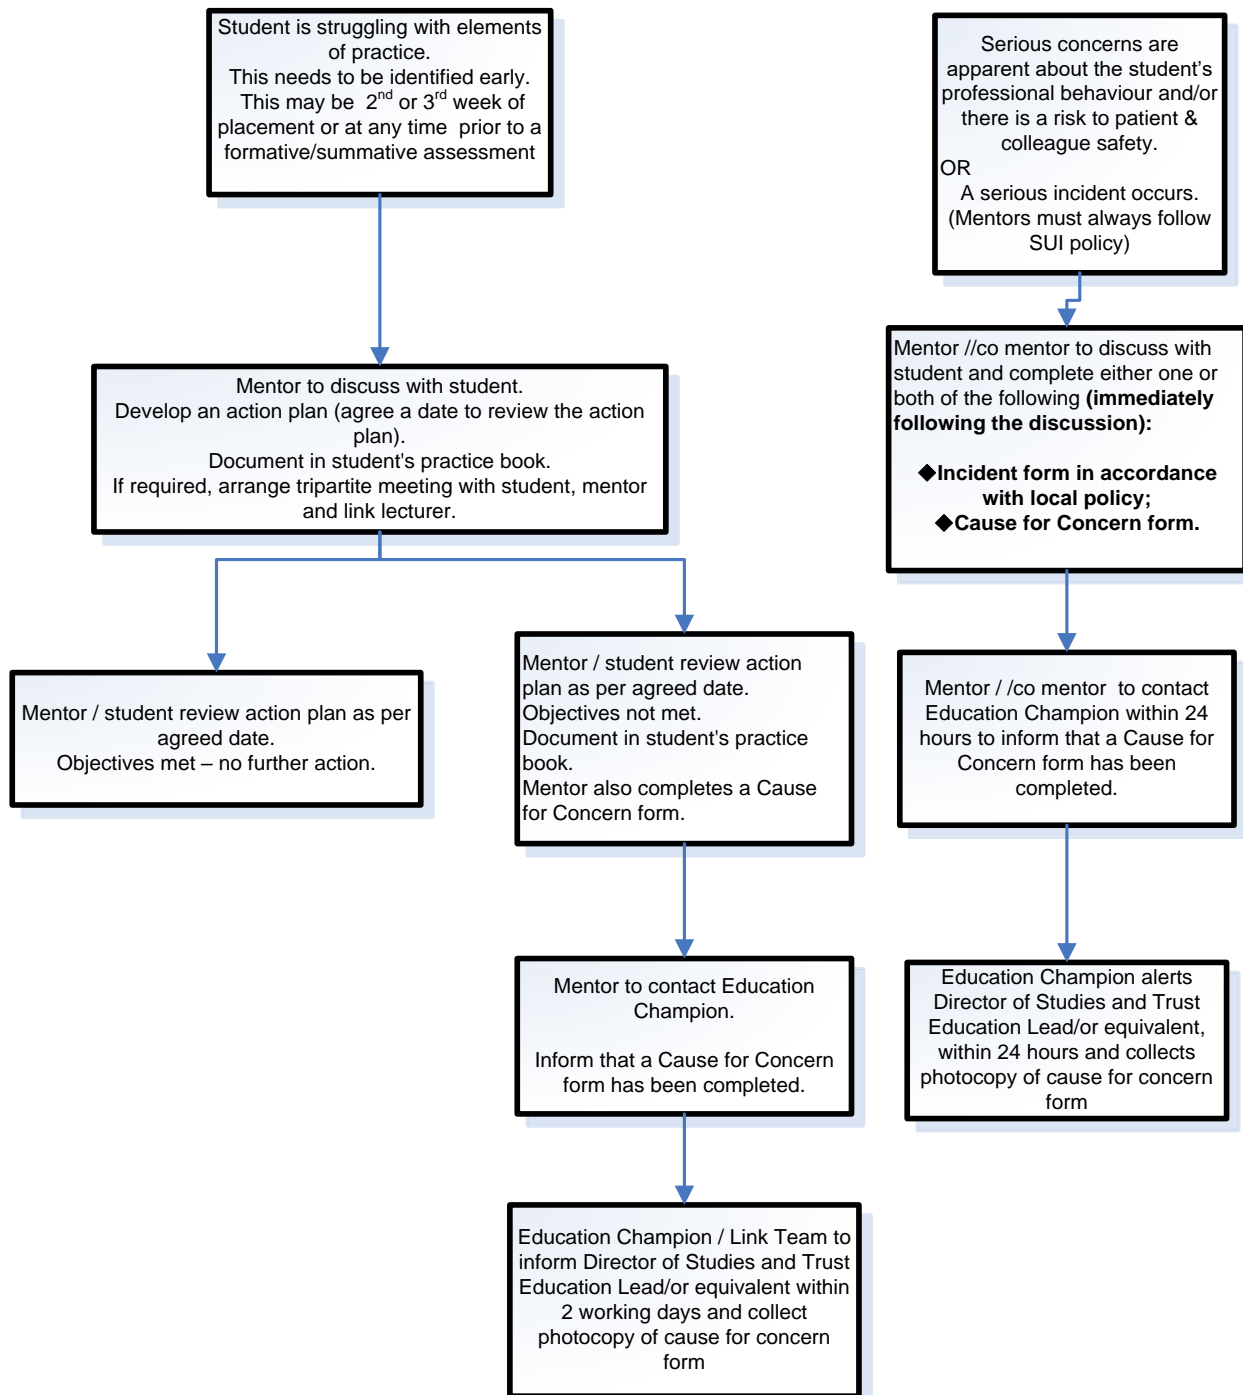 Student is struggling with elements
of practice.
This needs to be identified early.
This may be  2nd or 3rd week of
placement or at any time  prior to a
formative/summative assessment
Serious concerns are
apparent about the student’s
professional behaviour and/or
there is a risk to patient &
colleague safety.
OR
A serious incident occurs.
(Mentors must always follow
SUI policy)
Mentor to discuss with student.
Develop an action plan (agree a date to review the action
plan).
Document in student's practice book.
If required, arrange tripartite meeting with student, mentor
and link lecturer.
Mentor //co mentor to discuss with
student and complete either one or
both of the following (immediately
following the discussion):
◆Incident form in accordance
with local policy;
◆Cause for Concern form.
Mentor / student review action plan as per
agreed date.
Objectives met – no further action.
Mentor / student review action
plan as per agreed date.
Objectives not met.
Document in student's practice
book.
Mentor also completes a Cause
for Concern form.
Mentor / //co mentor  to contact
Education Champion within 24
hours to inform that a Cause for
Concern form has been
completed.
Mentor to contact Education
Champion.
Inform that a Cause for Concern
form has been completed.
Education Champion alerts
Director of Studies and Trust
Education Lead/or equivalent,
within 24 hours and collects
photocopy of cause for concern
form
Education Champion / Link Team to
inform Director of Studies and Trust
Education Lead/or equivalent within
2 working days and collect
photocopy of cause for concern
form